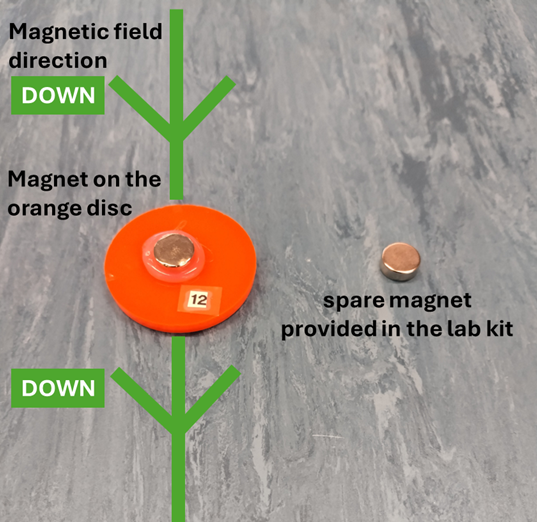 Magnetic field
direction
DOWN
Magnet on the
orange disc
12
spare magnet
provided in the lab kit
DOWN